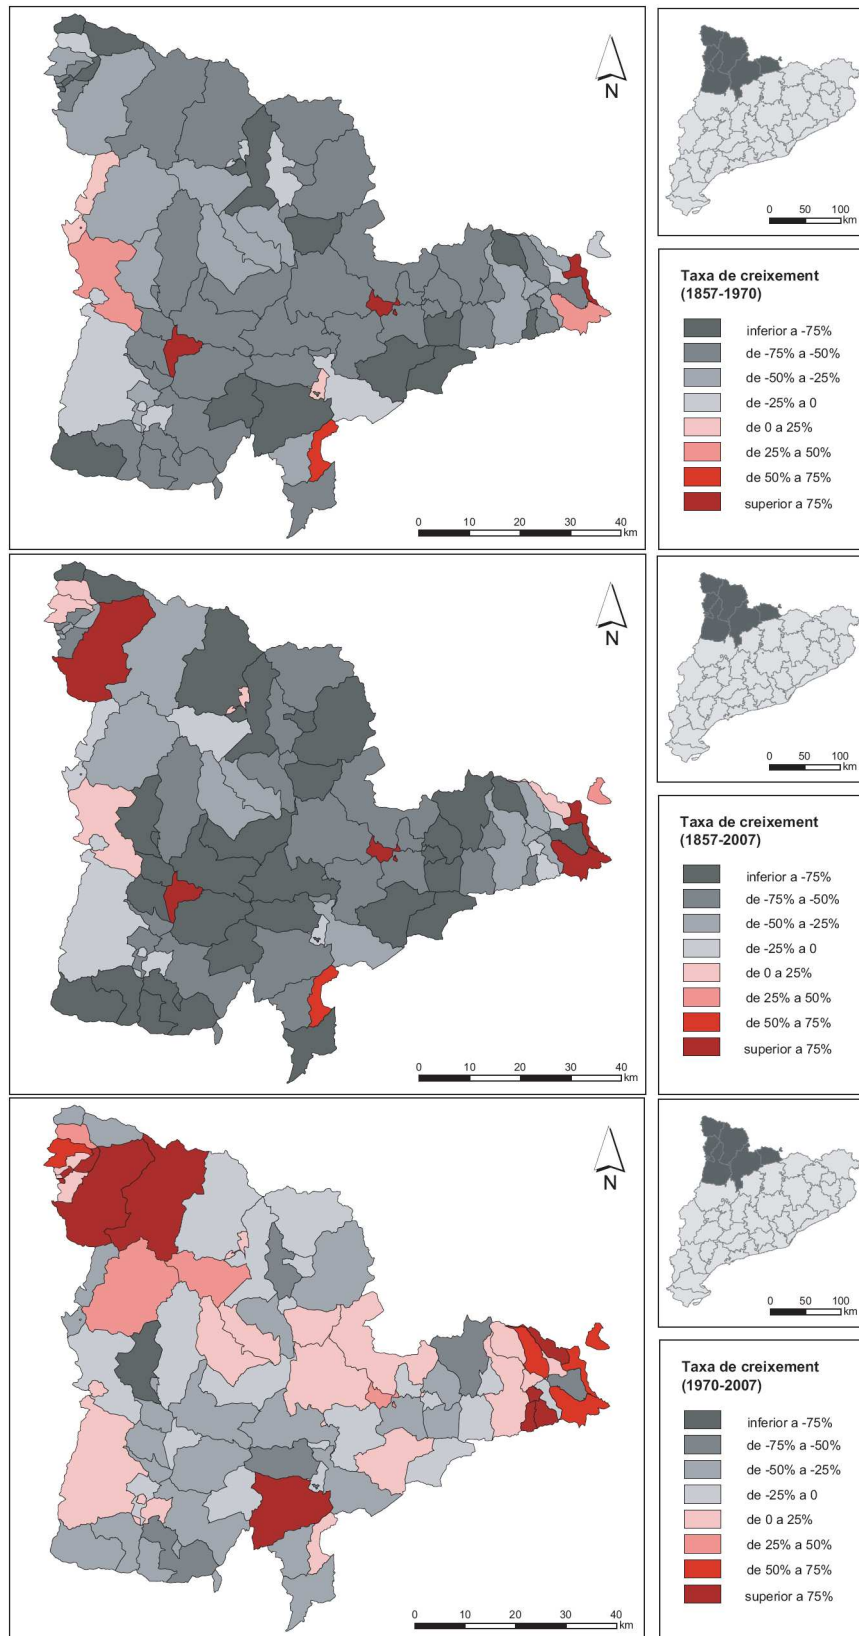 N
0 10 20 30 40
km
0 50 100
km
Taxa de creixement
(1857-1970)
inferior a -75%
de -75% a -50%
de -50% a -25%
de -25% a 0
de 0 a 25%
de 25% a 50%
de 50% a 75%
superior a 75%
N
0 10 20 30 40
km
0 50 100
km
Taxa de creixement
(1857-2007)
inferior a -75%
de -75% a -50%
de -50% a -25%
de -25% a 0
de 0 a 25%
de 25% a 50%
de 50% a 75%
superior a 75%
N
0 10 20 30 40
km
0 50 100
km
Taxa de creixement
(1970-2007)
inferior a -75%
de -75% a -50%
de -50% a -25%
de -25% a 0
de 0 a 25%
de 25% a 50%
de 50% a 75%
superior a 75%